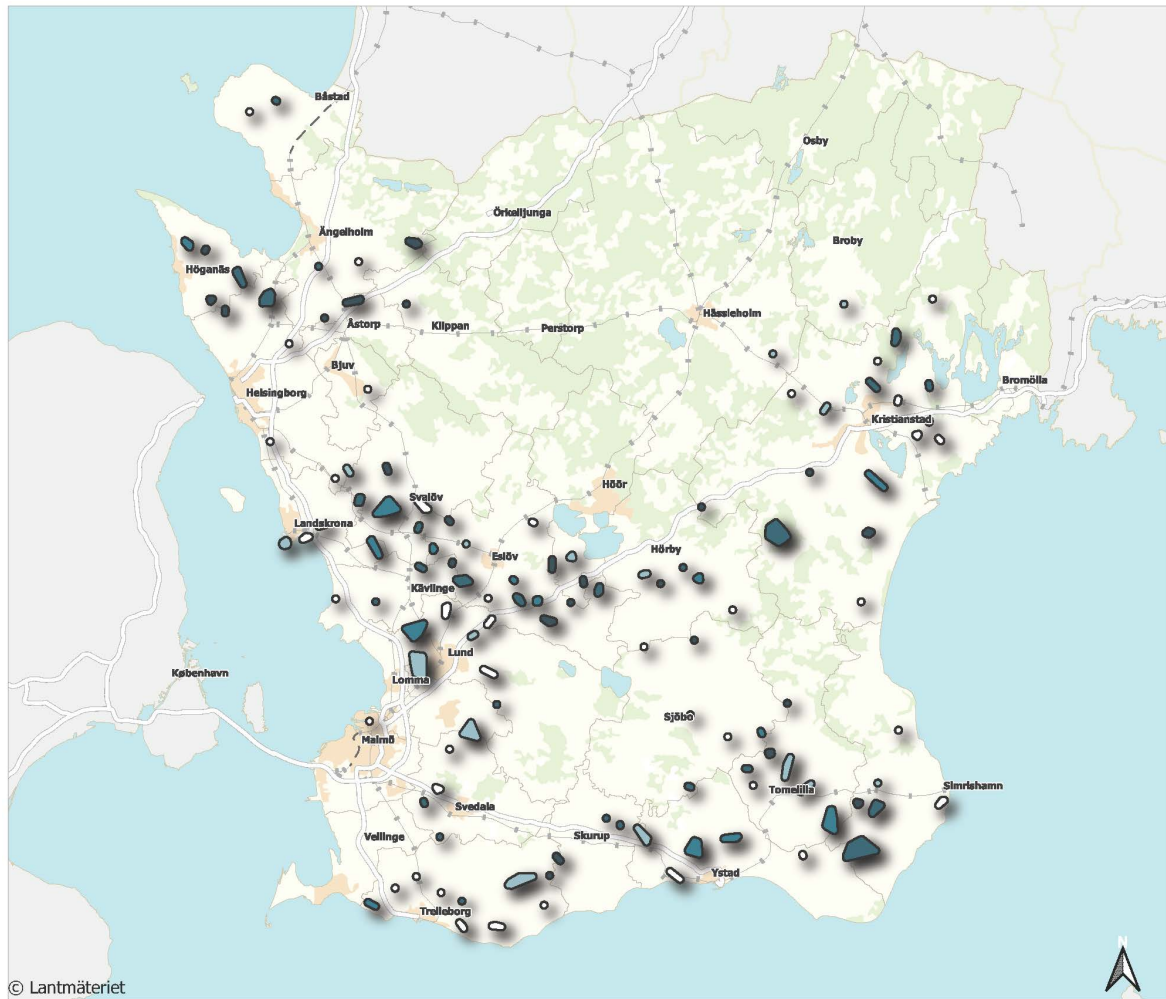 Båstad
Osby
Örkelljunga
Ängelholm
Broby
Höganäs
Hässleholm
Åstorp
Klippan
Perstorp
Bjuv
Bromölla
Helsingborg
Kristianstad
Höör
Svalöv
Landskrona
Eslöv
Hörby
Kävlinge
Lund
København
Lomma
Sjöbo
Malmö
Tomelilla
Simrishamn
Svedala
Vellinge
Skurup
Ystad
Trelleborg
N
© Lantmäteriet